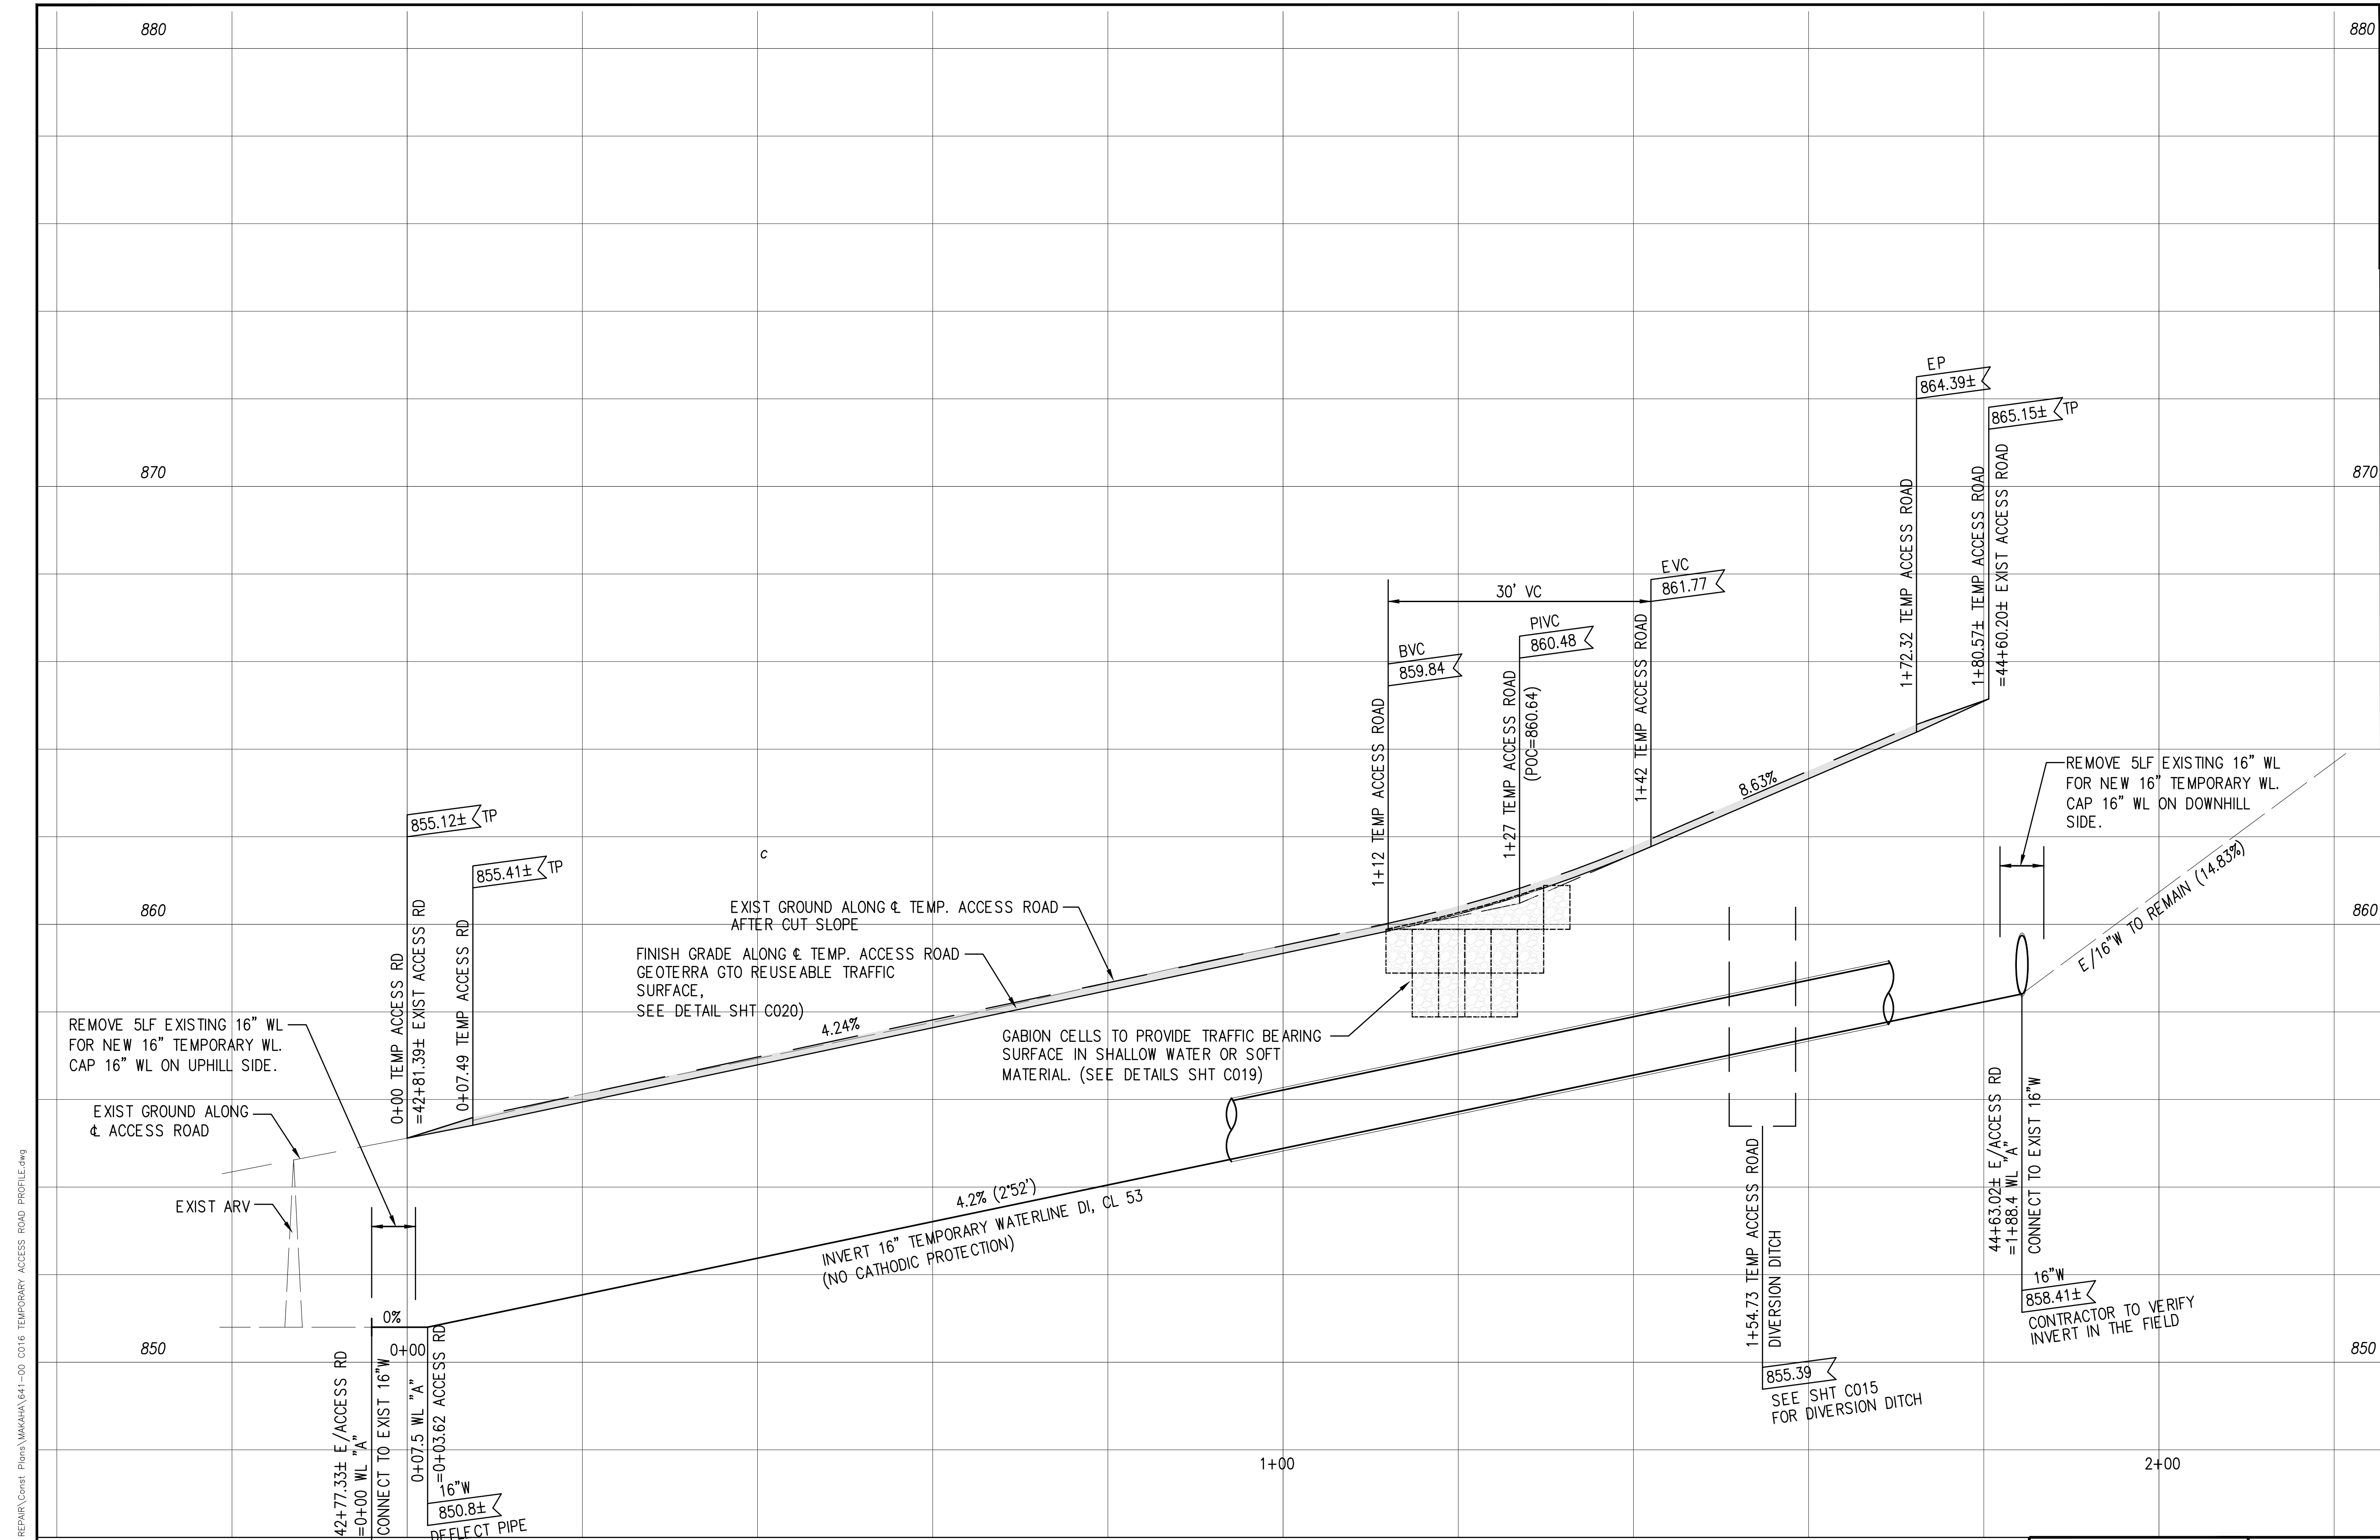 880
880
EP
864.39±
865.15± TP
870
870
1+72.32 TEMP ACCESS ROAD
1+80.57± TEMP ACCESS ROAD
=44+60.20± EXIST ACCESS ROAD
EVC
861.77
30' VC
PIVC
860.48
BVC
859.84
1+12 TEMP ACCESS ROAD
1+27 TEMP ACCESS ROAD
(POC=860.64)
1+42 TEMP ACCESS ROAD
8.63%
REMOVE 5LF EXISTING 16" WL
FOR NEW 16" TEMPORARY WL.
CAP 16" WL ON DOWNHILL
SIDE.
855.12± TP
855.41± TP
c
860
860
EXIST GROUND ALONG ℄ TEMP. ACCESS ROAD
AFTER CUT SLOPE
FINISH GRADE ALONG ℄ TEMP. ACCESS ROAD
GEOTERRA GTO REUSEABLE TRAFFIC
SURFACE,
SEE DETAIL SHT C020)
4.24%
0+00 TEMP ACCESS RD
=42+81.39± EXIST ACCESS RD
0+07.49 TEMP ACCESS RD
E/16"W TO REMAIN (14.83%)
REMOVE 5LF EXISTING 16" WL
FOR NEW 16" TEMPORARY WL.
CAP 16" WL ON UPHILL SIDE.
GABION CELLS TO PROVIDE TRAFFIC BEARING
SURFACE IN SHALLOW WATER OR SOFT
MATERIAL. (SEE DETAILS SHT C019)
EXIST GROUND ALONG
℄ ACCESS ROAD
EXIST ARV
4.2% (2°52')
INVERT 16" TEMPORARY WATERLINE DI, CL 53
(NO CATHODIC PROTECTION)
1+54.73 TEMP ACCESS ROAD
DIVERSION DITCH
44+63.02± E/ACCESS RD
=1+88.4 WL "A"
CONNECT TO EXIST 16"W
16"W
858.41±
CONTRACTOR TO VERIFY
INVERT IN THE FIELD
0%
0+00
850
850
855.39
SEE SHT C015
FOR DIVERSION DITCH
42+77.33± E/ACCESS RD
=0+00 WL "A"
CONNECT TO EXIST 16"W
0+07.5 WL "A"
=0+03.62 ACCESS RD
16"W
850.8±
DEFLECT PIPE
1+00
2+00
REPAIR\Const Plans\MAKAHA\641-00 C016 TEMPORARY ACCESS ROAD PROFILE.dwg